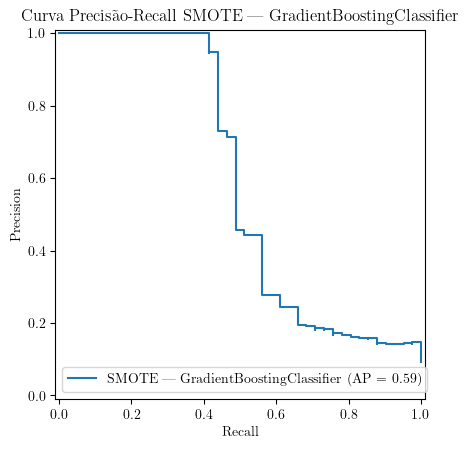 Curva Precisão-Recall SMOTE — GradientBoostingClassifier
1.0
0.8
0.6
0.4
0.2
0.0
Precision
SMOTE — GradientBoostingClassifier (AP = 0.59)
0.0 0.2 0.4 0.6 0.8 1.0
Recall